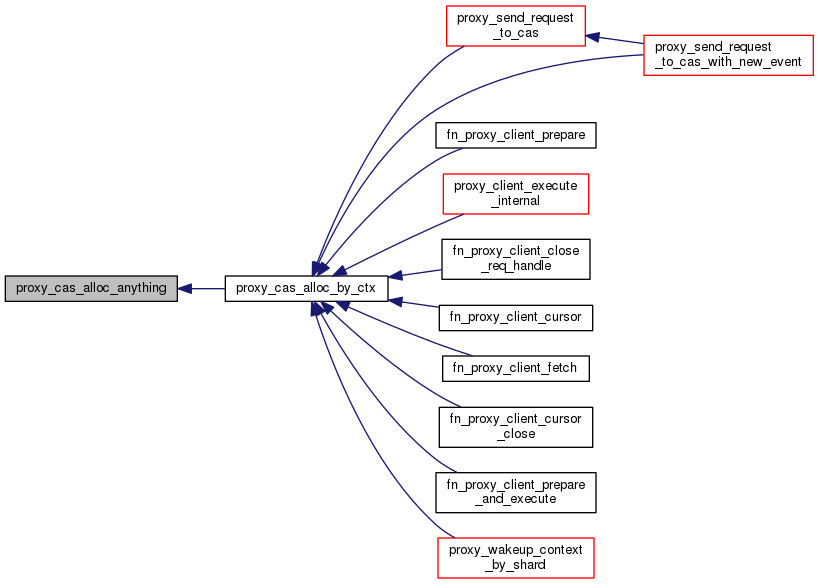 proxy_send_request
_to_cas
proxy_send_request
_to_cas_with_new_event
fn_proxy_client_prepare
proxy_client_execute
_internal
fn_proxy_client_close
_req_handle
proxy_cas_alloc_anything
proxy_cas_alloc_by_ctx
fn_proxy_client_cursor
fn_proxy_client_fetch
fn_proxy_client_cursor
_close
fn_proxy_client_prepare
_and_execute
proxy_wakeup_context
_by_shard